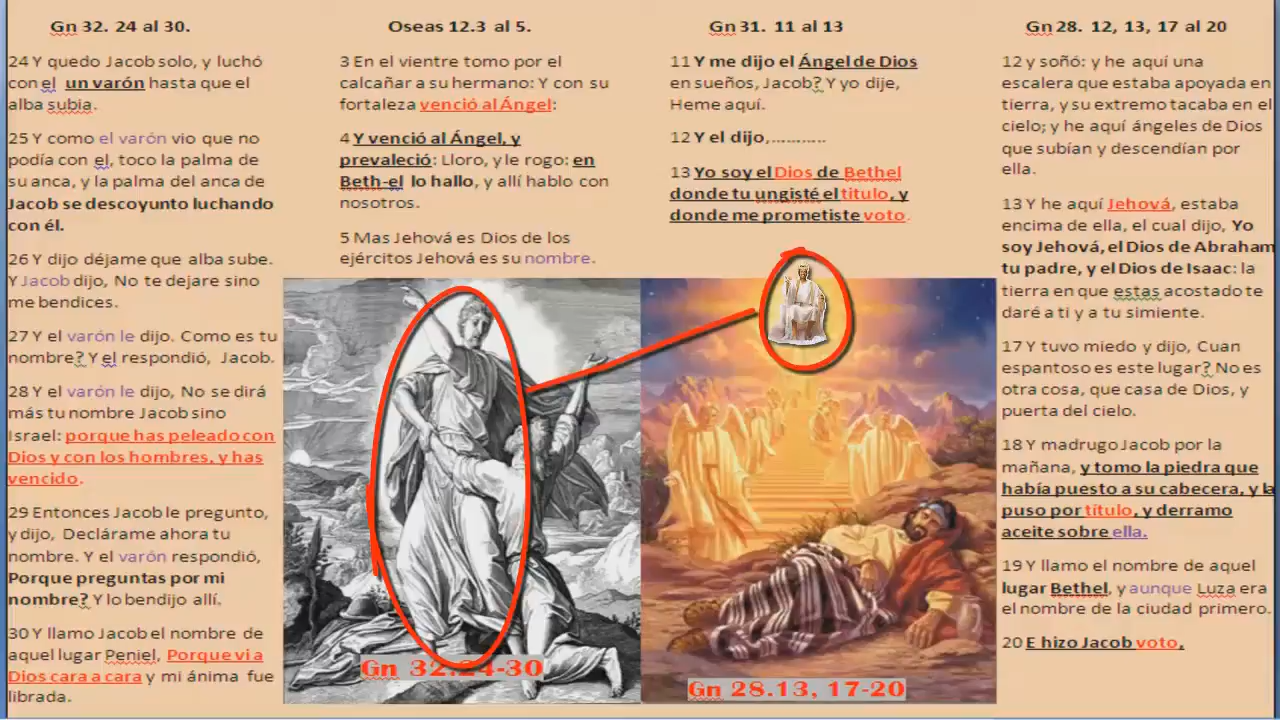 Gn 32. 24 al 30.
24 Y quedo Jacob solo, y luchó
con el un varón hasta que el
alba subia.
25 Y como el varón vio que no
podía con el, toco la palma de
su anca, y la palma del anca de
Jacob se descoyunto luchando
con él.
26 Y dijo déjame que alba sube.
Y Jacob dijo, No te dejare sino
me bendices.
27 Y el varón le dijo. Como es tu
nombre? Y el respondió, Jacob.
28 Y el varón le dijo, No se dirá
más tu nombre Jacob sino
Israel: porque has peleado con
Dios y con los hombres, y has
vencido.
29 Entonces Jacob le pregunto,
y dijo, Declárame ahora tu
nombre. Y el varón respondió,
Porque preguntas por mi
nombre? Y lo bendijo allí.
30 Y llamo Jacob el nombre de
aquel lugar Peniel, Porque vi a
Dios cara a cara y mi ánima fue
librada.
Oseas 12.3 al 5.
3 En el vientre tomo por el
calcañar a su hermano: Y con su
fortaleza venció al Ángel:
4 Y venció al Ángel, y
prevaleció: Lloro, y le rogo: en
Beth-el lo hallo, y allí hablo con
nosotros.
5 Mas Jehová es Dios de los
ejércitos Jehová es su nombre.
Gn 31. 11 al 13
11 Y me dijo el Ángel de Dios
en sueños, Jacob? Y yo dije,
Heme aquí.
12 Y el dijo,...........
13 Yo soy el Dios de Bethel
donde tu ungisté el titulo, y
donde me prometiste voto.
Gn 32:24-30
Gn 28.13, 17-20
Gn 28. 12, 13, 17 al 20
12 y soñó: y he aquí una
escalera que estaba apoyada en
tierra, y su extremo tacaba en el
cielo; y he aquí ángeles de Dios
que subían y descendían por
ella.
13 Y he aquí Jehová, estaba
encima de ella, el cual dijo, Yo
soy Jehová, el Dios de Abraham
tu padre, y el Dios de Isaac: la
tierra en que estas acostado te
daré a ti y a tu simiente.
17 Y tuvo miedo y dijo, Cuan
espantoso es este lugar? No es
otra cosa, que casa de Dios, y
puerta del cielo.
18 Y madrugo Jacob por la
mañana, y tomo la piedra que
había puesto a su cabecera, y la
puso por título, y derramo
aceite sobre ella.
19 Y llamo el nombre de aquel
lugar Bethel, y aunque Luza era
el nombre de la ciudad primero.
20 E hizo Jacob voto,